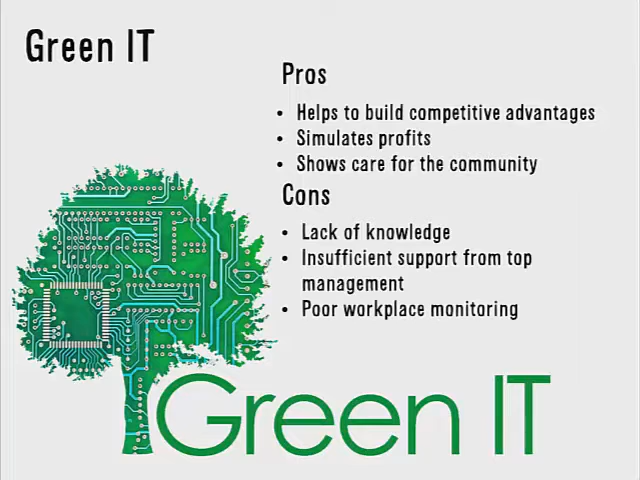 Green IT
Pros
• Helps to build competitive advantages
• Simulates profits
• Shows care for the community
Cons
• Lack of knowledge
• Insufficient support from top
management
• Poor workplace monitoring
Green IT